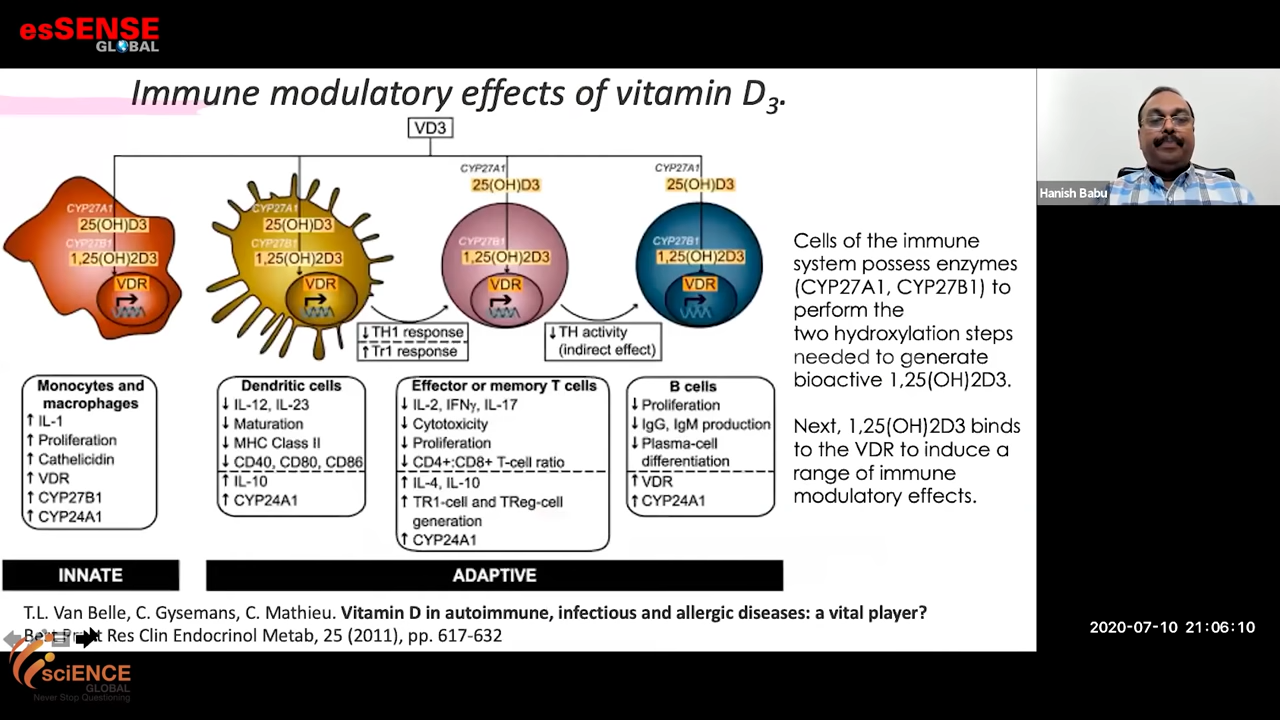 esSENSE
GLOBAL
Immune modulatory effects of vitamin D3.
VD3
CYP27A1
25(OH)D3
CYP27B1
1,25(OH)2D3
VDR
CYP27A1
25(OH)D3
CYP27B1
1,25(OH)2D3
VDR
CYP27A1
25(OH)D3
CYP27B1
1,25(OH)2D3
VDR
CYP27A1
25(OH)D3
CYP27B1
1,25(OH)2D3
VDR
↓ TH1 response
↑ Tr1 response
↓ TH activity
(indirect effect)
Monocytes and
macrophages
↑ IL-1
↑ Proliferation
↑ Cathelicidin
↑ VDR
↑ CYP27B1
↑ CYP24A1
Dendritic cells
↓ IL-12, IL-23
↓ Maturation
↓ MHC Class II
↓ CD40, CD80, CD86
↑ IL-10
↑ CYP24A1
Effector or memory T cells
↓ IL-2, IFNγ, IL-17
↓ Cytotoxicity
↓ Proliferation
↓ CD4+:CD8+ T-cell ratio
↑ IL-4, IL-10
↑ TR1-cell and TReg-cell
generation
↑ CYP24A1
B cells
↓ Proliferation
↓ IgG, IgM production
↓ Plasma-cell
differentiation
↑ VDR
↑ CYP24A1
INNATE
ADAPTIVE
Cells of the immune
system possess enzymes
(CYP27A1, CYP27B1) to
perform the
two hydroxylation steps
needed to generate
bioactive 1,25(OH)2D3.
Next, 1,25(OH)2D3 binds
to the VDR to induce a
range of immune
modulatory effects.
T.L. Van Belle, C. Gysemans, C. Mathieu. Vitamin D in autoimmune, infectious and allergic diseases: a vital player?
Best Pract Res Clin Endocrinol Metab, 25 (2011), pp. 617-632
Hanish Babu
2020-07-10 21:06:10
sciENCE
GLOBAL
Never Stop Questioning